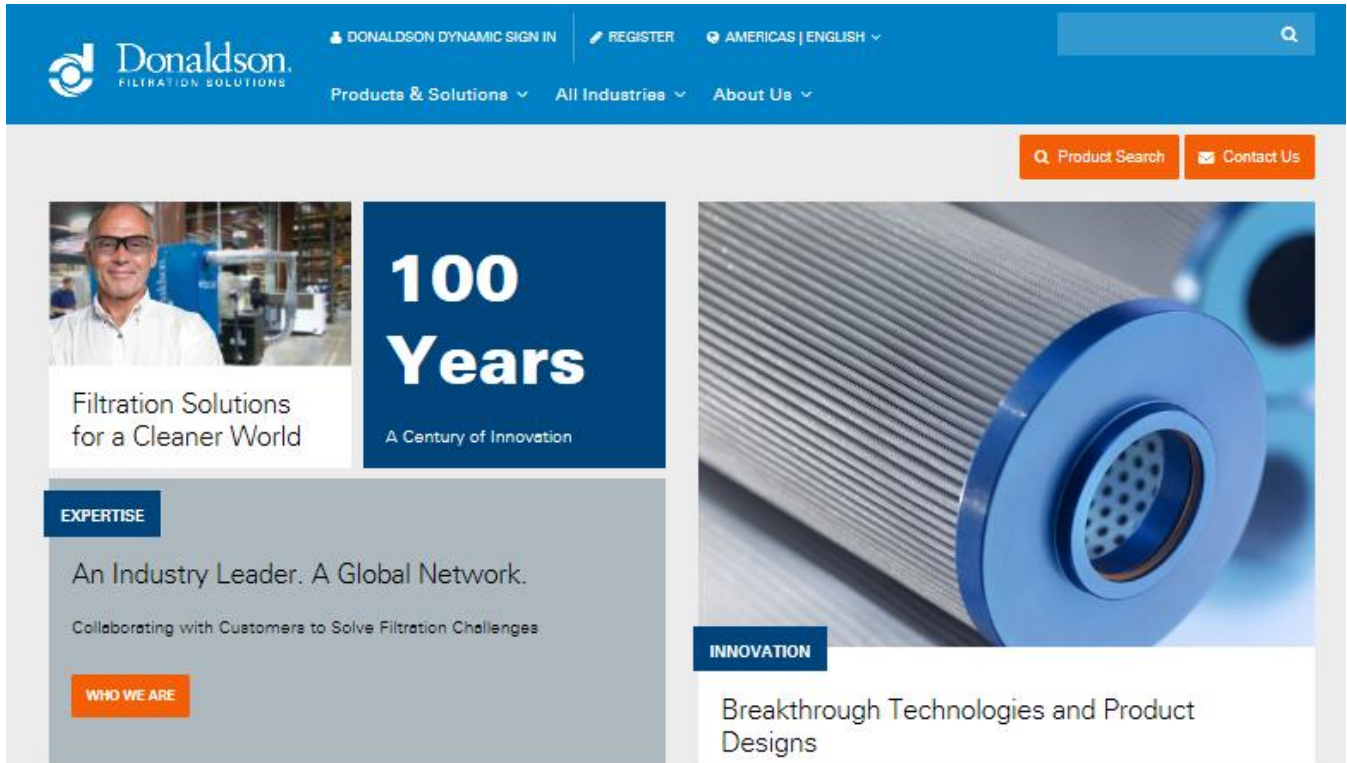 Donaldson.
FILTRATION SOLUTIONS
DONALDSON DYNAMIC SIGN IN
REGISTER
AMERICAS | ENGLISH
Products & Solutions
All Industries
About Us
Product Search
Contact Us
Filtration Solutions
for a Cleaner World
100
Years
A Century of Innovation
EXPERTISE
An Industry Leader. A Global Network.
Collaborating with Customers to Solve Filtration Challenges
WHO WE ARE
INNOVATION
Breakthrough Technologies and Product
Designs